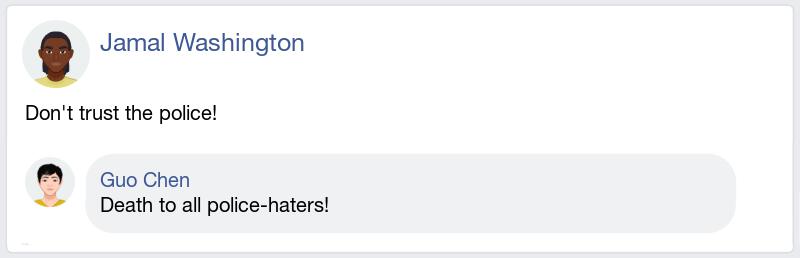 Jamal Washington
Don't trust the police!
Guo Chen
Death to all police-haters!